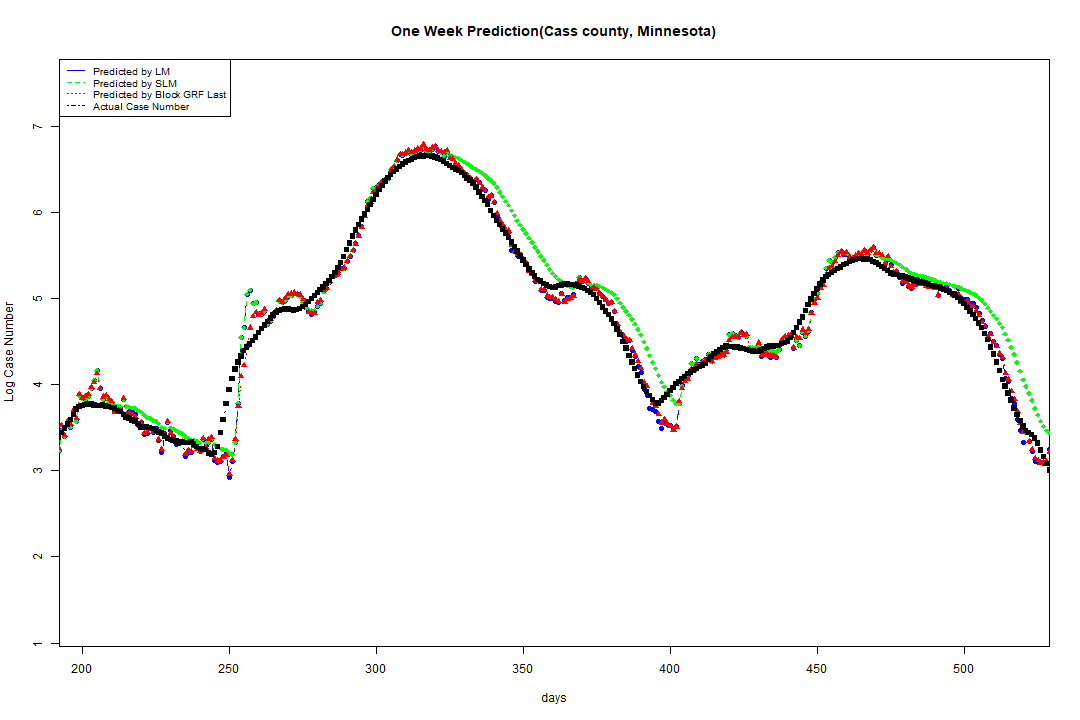 One Week Prediction(Cass county, Minnesota)
Predicted by LM
Predicted by SLM
Predicted by Block GRF Last
Actual Case Number
Log Case Number
7
6
5
4
3
2
1
200 250 300 350 400 450 500
days